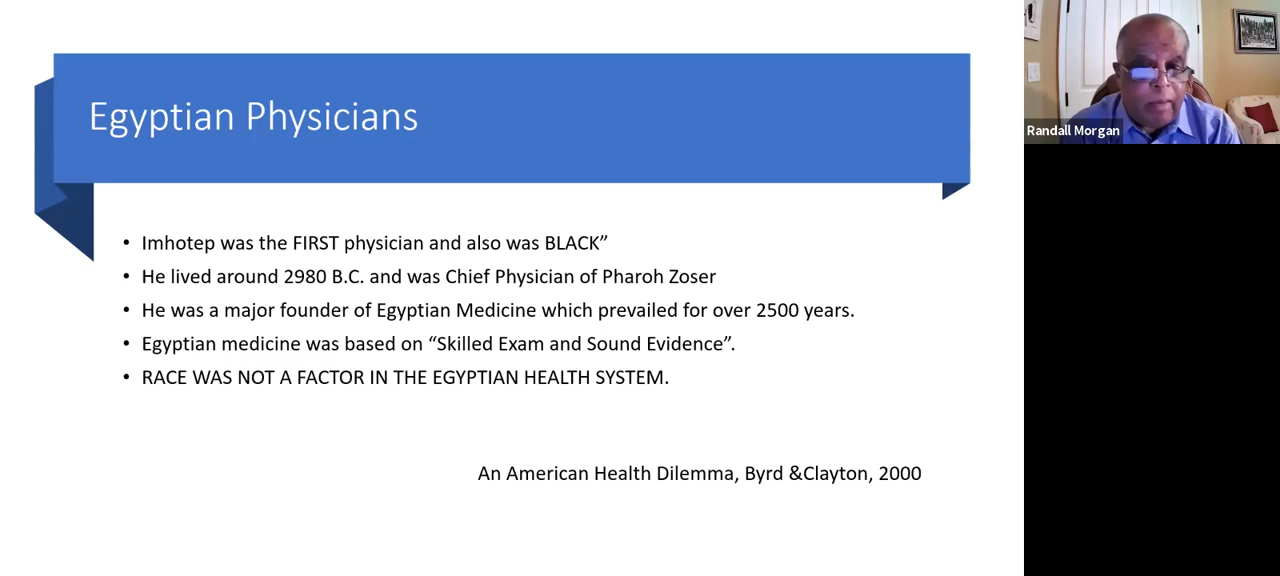 Egyptian Physicians
• Imhotep was the FIRST physician and also was BLACK”
• He lived around 2980 B.C. and was Chief Physician of Pharoh Zoser
• He was a major founder of Egyptian Medicine which prevailed for over 2500 years.
• Egyptian medicine was based on “Skilled Exam and Sound Evidence”.
• RACE WAS NOT A FACTOR IN THE EGYPTIAN HEALTH SYSTEM.
An American Health Dilemma, Byrd &Clayton, 2000
Randall Morgan